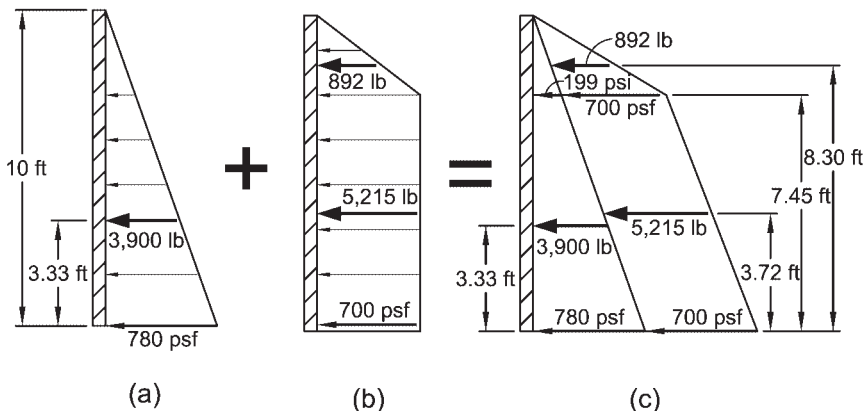 10 ft
3.33 ft
3,900 lb
780 psf
(a)
+
892 lb
5,215 lb
700 psf
(b)
=
892 lb
199 psi
700 psf
8.30 ft
7.45 ft
5,215 lb
3,900 lb
3.33 ft
3.72 ft
780 psf
700 psf
(c)